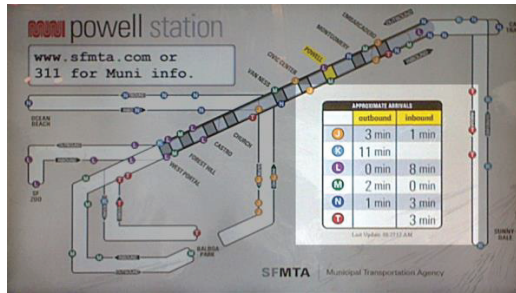 muni powell station
www.sfmta.com or
311 for Muni info.
EMBARCADERO
MONTGOMERY
POWELL
CIVIC CENTER
VAN NESS
CHURCH
CASTRO
FOREST HILL
WEST PORTAL
OCEAN
BEACH
SF
ZOO
BALBOA
PARK
SUNNY
DALE
OUTBOUND
INBOUND
APPROXIMATE ARRIVALS
outbound inbound
J 3 min 1 min
K 11 min
L 0 min 8 min
M 2 min 0 min
N 1 min 3 min
T 3 min
SFMTA Municipal Transportation Agency